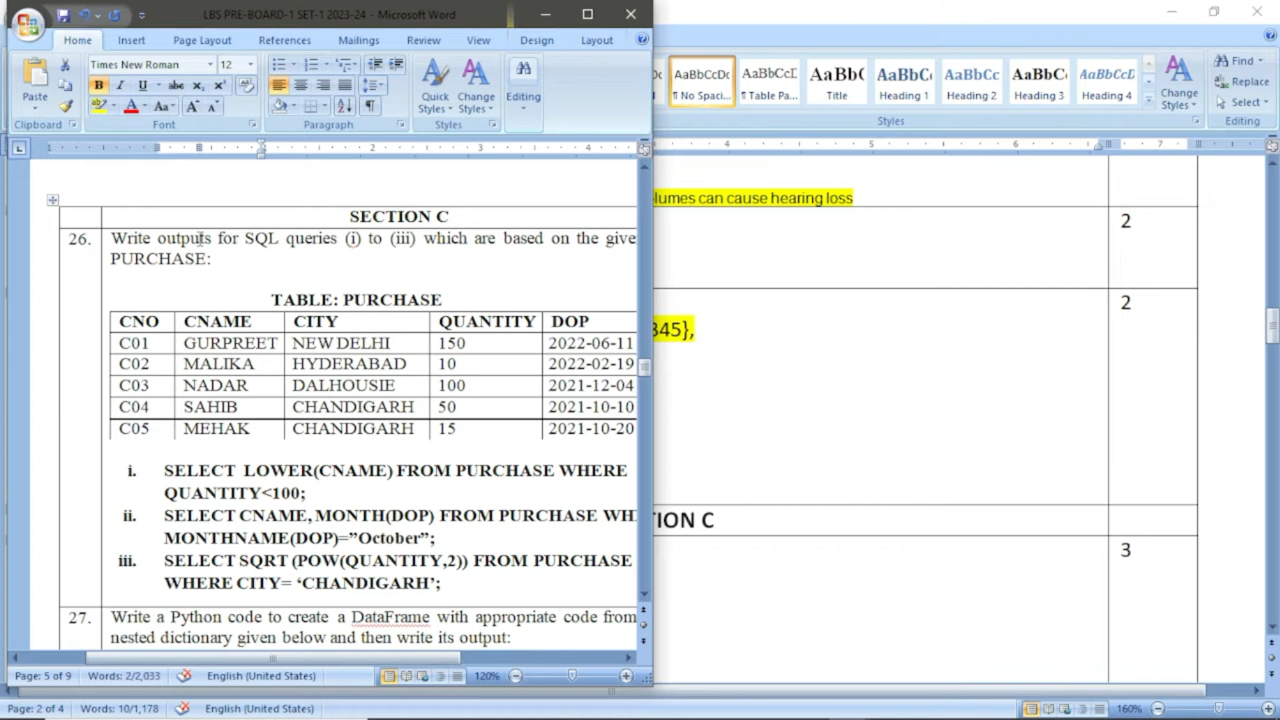 LBS PRE-BOARD-1 SET-1 2023-24 - Microsoft Word
Home Insert Page Layout References Mailings Review View Design Layout
Times New Roman 12
Paste
Quick Styles
Change Styles
Editing
Clipboard Font Paragraph Styles
SECTION C
26. Write outputs for SQL queries (i) to (iii) which are based on the give
PURCHASE:
TABLE: PURCHASE
CNO CNAME CITY QUANTITY DOP
C01 GURPREET NEW DELHI 150 2022-06-11
C02 MALIKA HYDERABAD 10 2022-02-19
C03 NADAR DALHOUSIE 100 2021-12-04
C04 SAHIB CHANDIGARH 50 2021-10-10
C05 MEHAK CHANDIGARH 15 2021-10-20
i. SELECT LOWER(CNAME) FROM PURCHASE WHERE
QUANTITY<100;
ii. SELECT CNAME, MONTH(DOP) FROM PURCHASE WH
MONTHNAME(DOP)=”October”;
iii. SELECT SQRT (POW(QUANTITY,2)) FROM PURCHASE
WHERE CITY= ‘CHANDIGARH’;
27. Write a Python code to create a DataFrame with appropriate code from
nested dictionary given below and then write its output:
Page: 5 of 9 Words: 2/2,033 English (United States) 120%
AaBbCcDc AaBbCcDc AaBb( AaBbCc AaBbCc AaBbC AaBbCcD
¶ No Spaci... ¶ Table Pa... Title Heading 1 Heading 2 Heading 3 Heading 4
Change Styles
Find
Replace
Select
Styles Editing
lumes can cause hearing loss
2
2
345},
TION C
3
Page: 2 of 4 Words: 10/1,178 English (United States) 160%